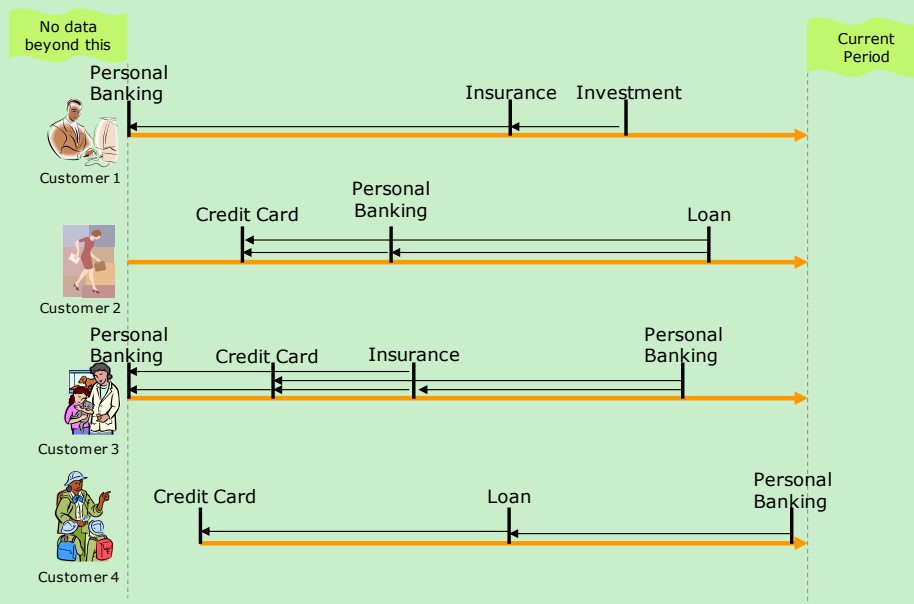 No data
beyond this
Current
Period
Personal
Banking
Insurance
Investment
Customer 1
Credit Card
Personal
Banking
Loan
Customer 2
Personal
Banking
Credit Card
Insurance
Personal
Banking
Customer 3
Credit Card
Loan
Personal
Banking
Customer 4